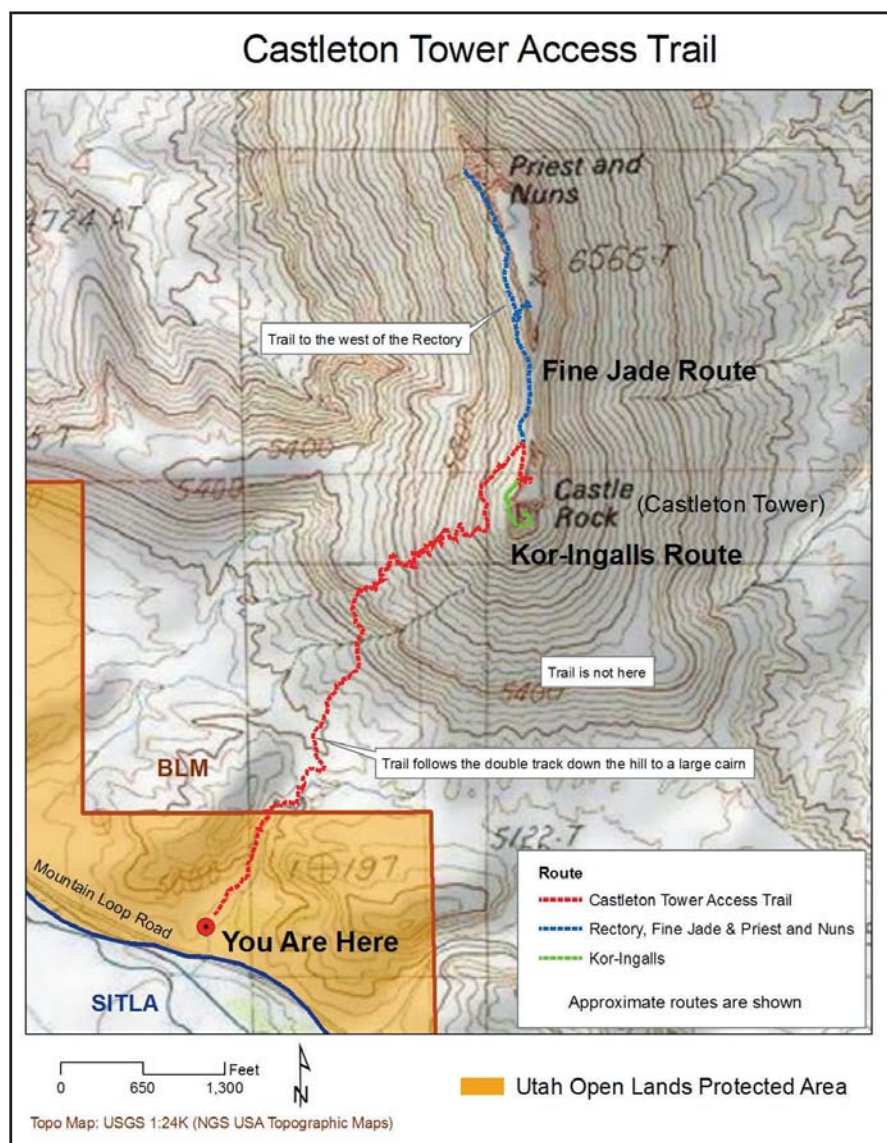 Castleton Tower Access Trail
Priest and
Nuns
4724 AT
6565-T
Trail to the west of the Rectory
Fine Jade Route
5400
5400
Castle
Rock
(Castleton Tower)
Kor-Ingalls Route
Trail is not here
5400
Trail follows the double track down the hill to a large cairn
BLM
5122-T
197
Mountain Loop Road
You Are Here
SITLA
Route
Castleton Tower Access Trail
Rectory, Fine Jade & Priest and Nuns
Kor-Ingalls
Approximate routes are shown
Feet
0 650 1,300
N
Utah Open Lands Protected Area
Topo Map: USGS 1:24K (NGS USA Topographic Maps)